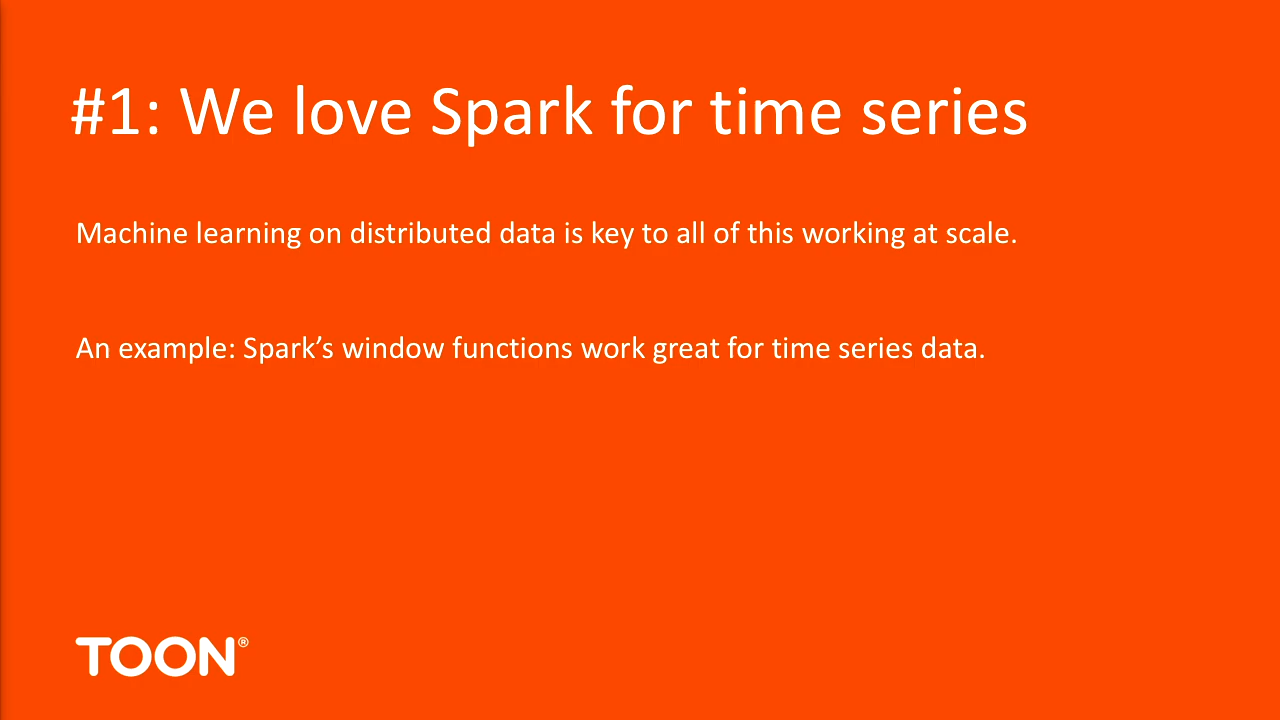 #1: We love Spark for time series
Machine learning on distributed data is key to all of this working at scale.
An example: Spark’s window functions work great for time series data.
TOON®